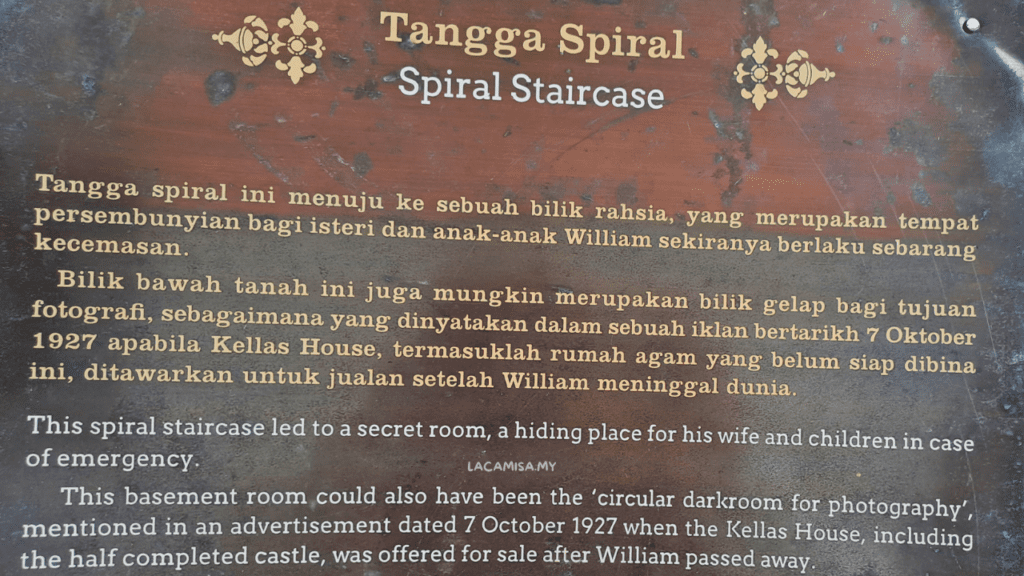 Tangga Spiral
Spiral Staircase
Tangga spiral ini menuju ke sebuah bilik rahsia, yang merupakan tempat
persembunyian bagi isteri dan anak-anak William sekiranya berlaku sebarang
kecemasan.
Bilik bawah tanah ini juga mungkin merupakan bilik gelap bagi tujuan
fotografi, sebagaimana yang dinyatakan dalam sebuah iklan bertarikh 7 Oktober
1927 apabila Kellas House, termasuklah rumah agam yang belum siap dibina
ini, ditawarkan untuk jualan setelah William meninggal dunia.
This spiral staircase led to a secret room, a hiding place for his wife and children in case
of emergency.
LACAMISA.MY
This basement room could also have been the ‘circular darkroom for photography’,
mentioned in an advertisement dated 7 October 1927 when the Kellas House, including
the half completed castle, was offered for sale after William passed away.